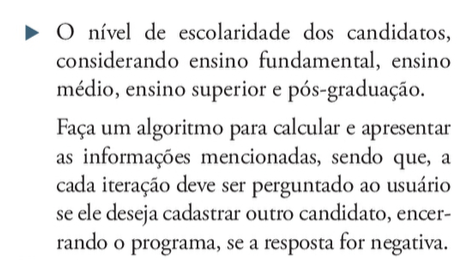 O nível de escolaridade dos candidatos,
considerando ensino fundamental, ensino
médio, ensino superior e pós-graduação.
Faça um algoritmo para calcular e apresentar
as informações mencionadas, sendo que, a
cada iteração deve ser perguntado ao usuário
se ele deseja cadastrar outro candidato, encer-
rando o programa, se a resposta for negativa.